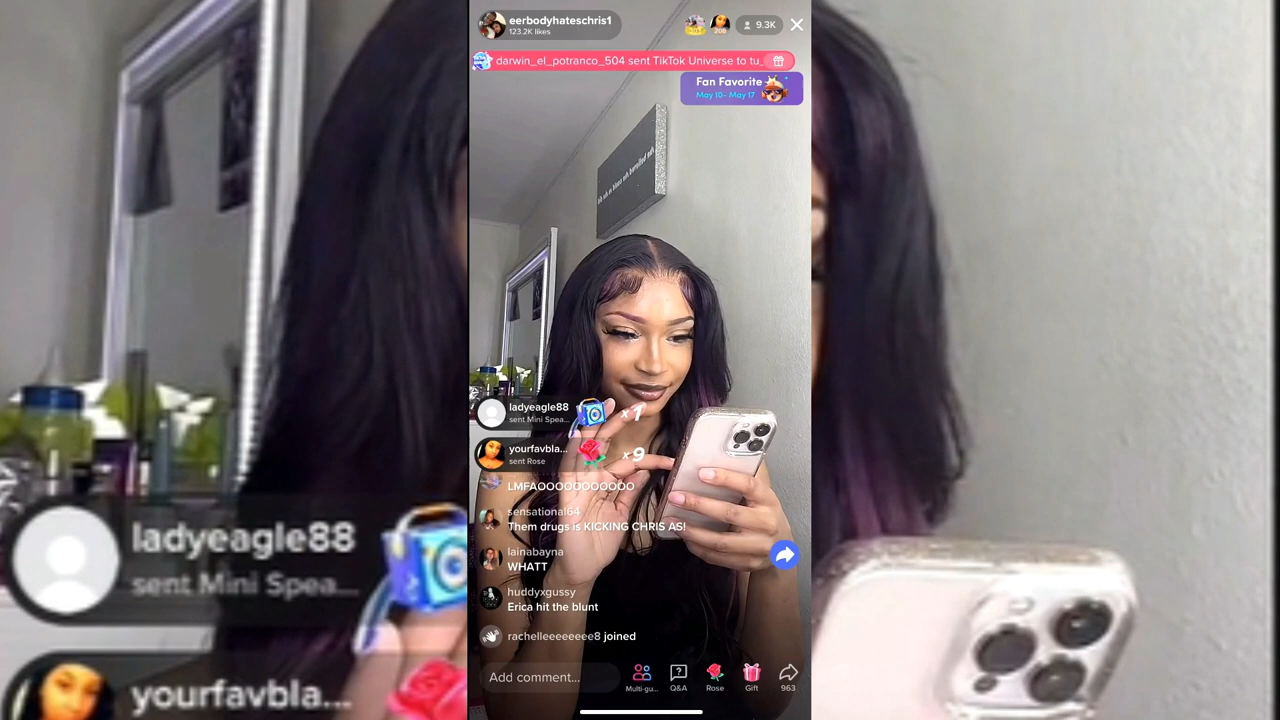 eerbodyhateschris1
123.2K likes
208
9.3K
darwin_el_potranco_504 sent TikTok Universe to tu_
Fan Favorite
May 10- May 17
ladyeagle88
sent Mini Spea...
x1
yourfavbla...
sent Rose
x9
LMFAOOOOOOOOOOO
sensational64
Them drugs is KICKING CHRIS AS!
lainabayna
WHATT
huddyxgussy
Erica hit the blunt
rachelleeeeeeee8 joined
Add comment...
Multi-gu...
Q&A
Rose
Gift
963
ladyeagle88
sent Mini Spea...
yourfavbla...